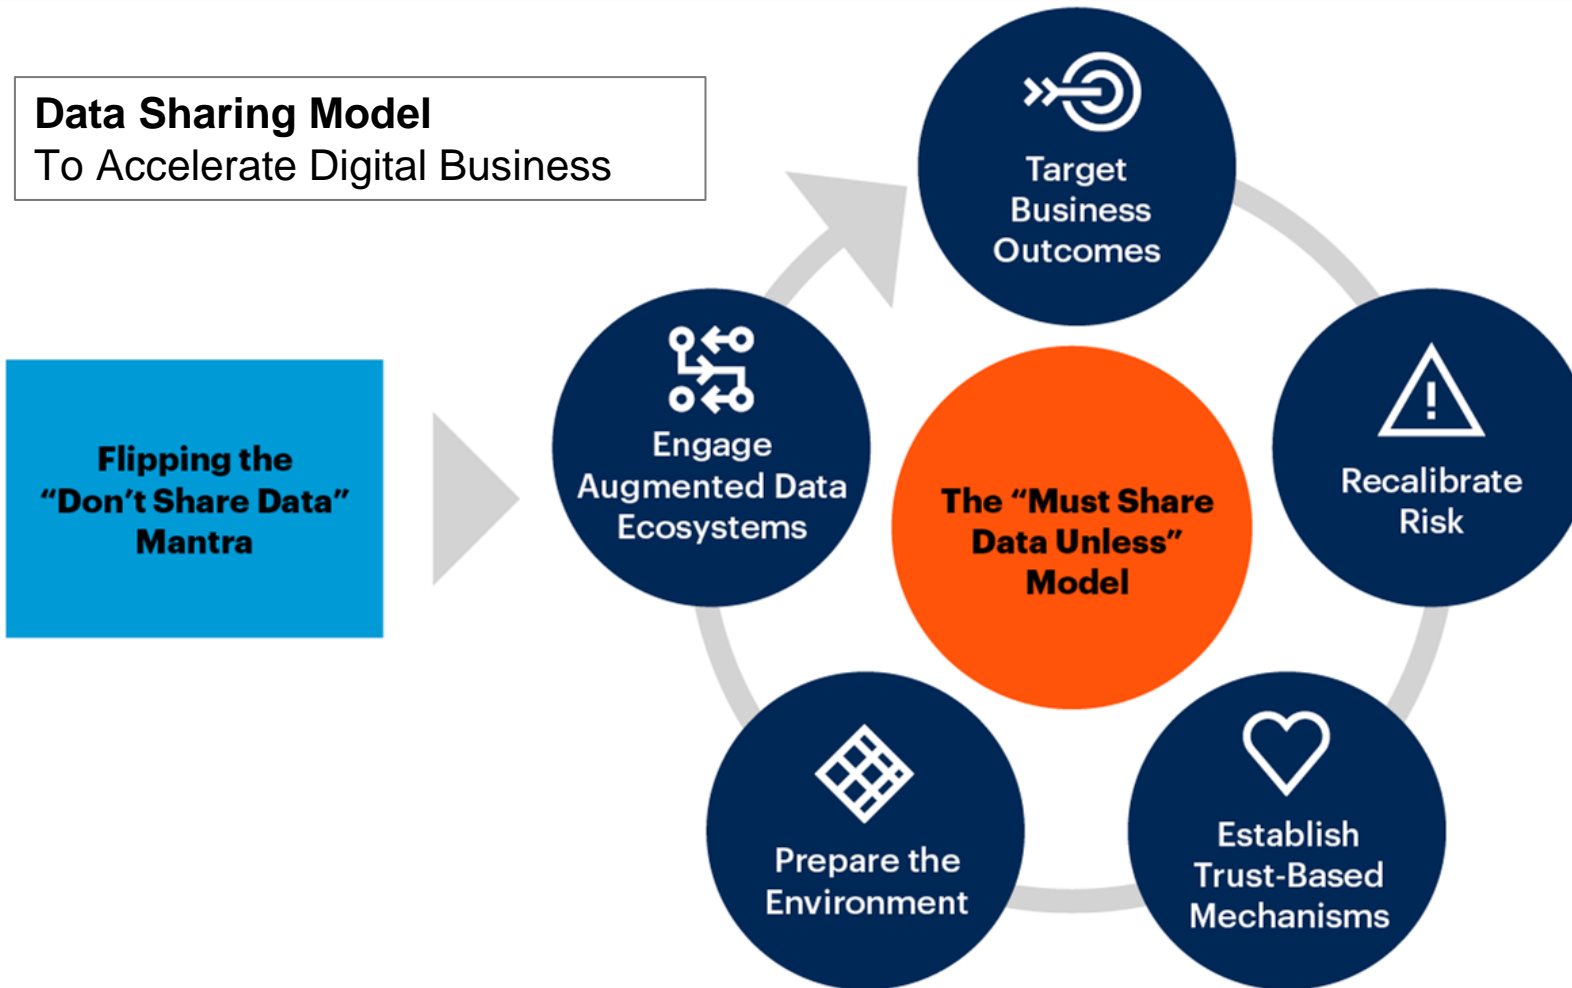 Data Sharing Model
To Accelerate Digital Business
Flipping the
“Don’t Share Data”
Mantra
The “Must Share
Data Unless”
Model
Target
Business
Outcomes
Recalibrate
Risk
Establish
Trust-Based
Mechanisms
Prepare the
Environment
Engage
Augmented Data
Ecosystems